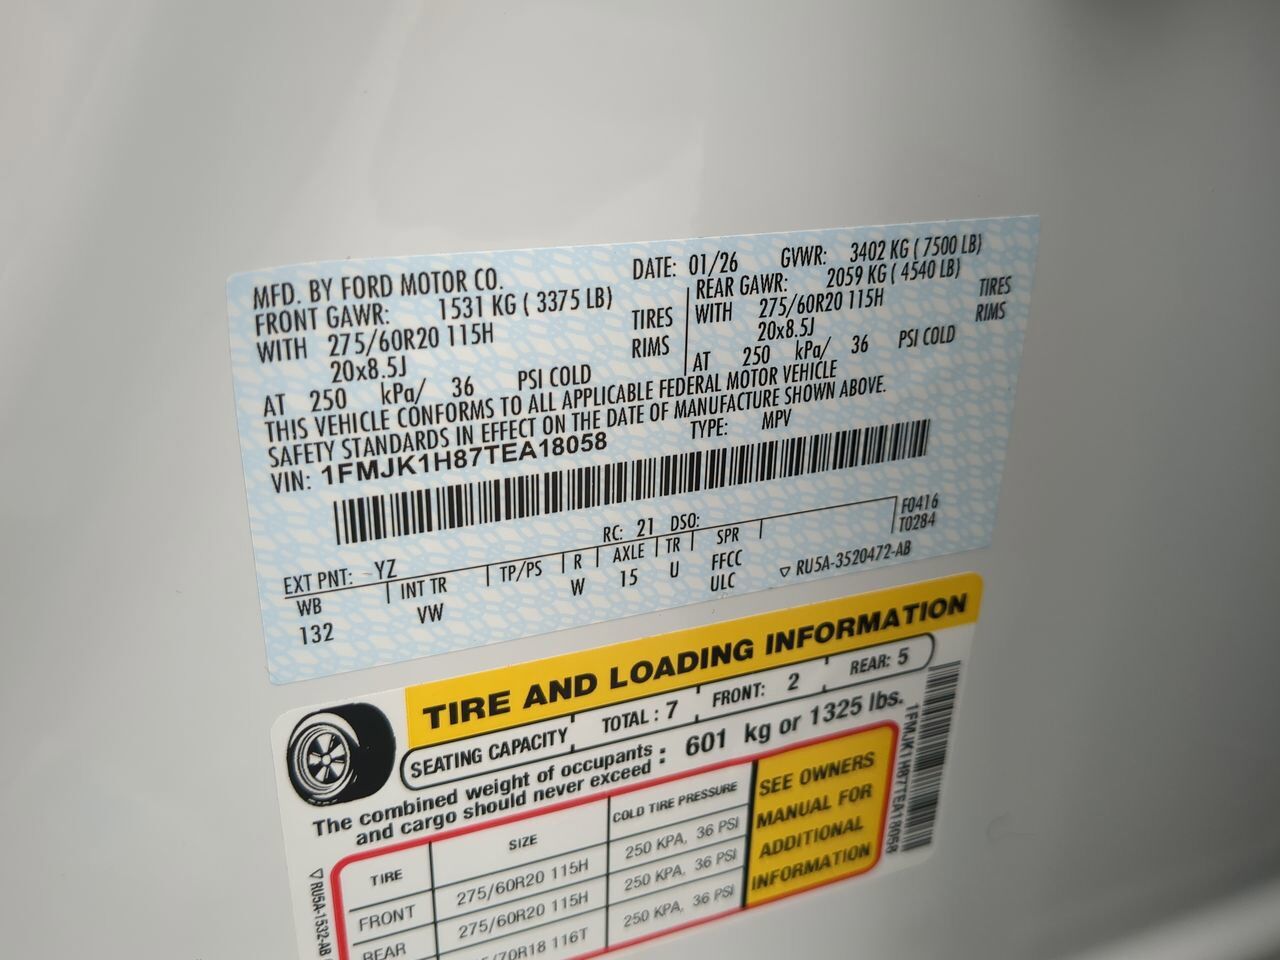 MFD. BY FORD MOTOR CO.
DATE: 01/26 GVWR: 3402 KG ( 7500 LB)
FRONT GAWR: 1531 KG ( 3375 LB)
WITH 275/60R20 115H TIRES
20x8.5J RIMS
AT 250 kPa/ 36 PSI COLD
REAR GAWR: 2059 KG ( 4540 LB)
WITH 275/60R20 115H TIRES
20x8.5J RIMS
AT 250 kPa/ 36 PSI COLD
THIS VEHICLE CONFORMS TO ALL APPLICABLE FEDERAL MOTOR VEHICLE
SAFETY STANDARDS IN EFFECT ON THE DATE OF MANUFACTURE SHOWN ABOVE.
VIN: 1FMJK1H87TEA18058 TYPE: MPV
F0416
T0284
EXT PNT: YZ RC: 21 DSO:
WB INT TR TP/PS R AXLE TR SPR
132 VW W 15 U FFCC
ULC
▽ RU5A-3520472-AB
TIRE AND LOADING INFORMATION
SEATING CAPACITY TOTAL : 7 FRONT: 2 REAR: 5
The combined weight of occupants
and cargo should never exceed : 601 kg or 1325 lbs.
TIRE SIZE COLD TIRE PRESSURE
FRONT 275/60R20 115H 250 KPA, 36 PSI
REAR 275/60R20 115H 250 KPA, 36 PSI
/70R18 116T 250 KPA, 36 PSI
SEE OWNERS
MANUAL FOR
ADDITIONAL
INFORMATION
1FMJK1H87TEA18058
▽ RU5A-1532-AB